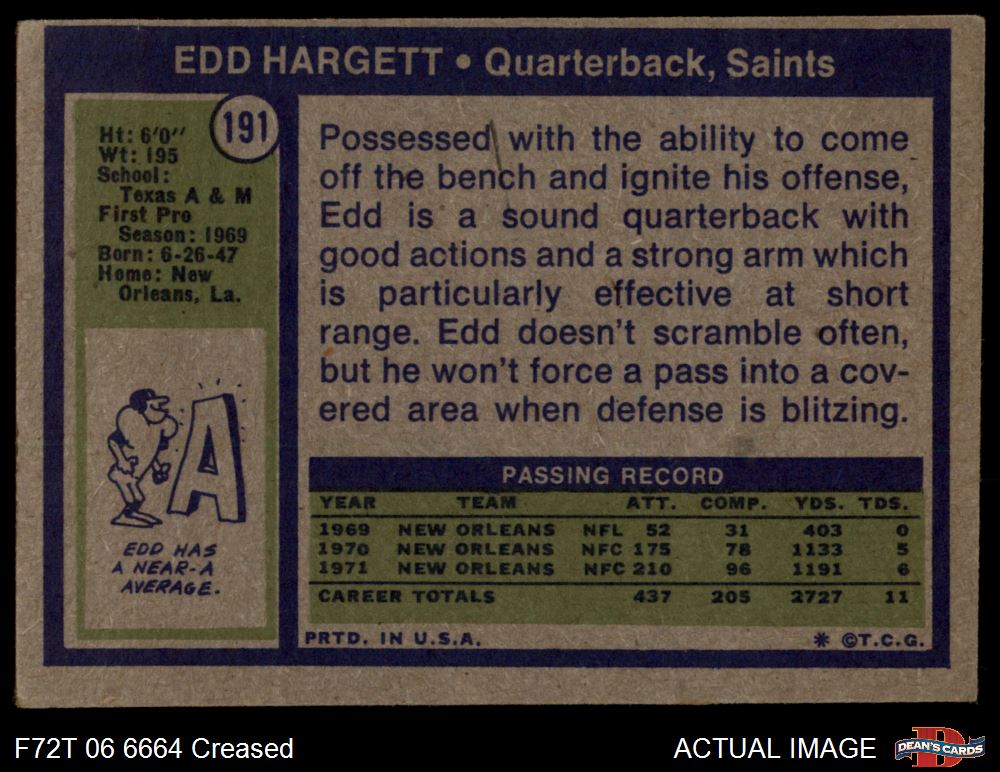 EDD HARGETT • Quarterback, Saints
191
Ht: 6'0"
Wt: 195
School:
Texas A & M
First Pro
Season: 1969
Born: 6-26-47
Home: New
Orleans, La.
A
EDD HAS
A NEAR-A
AVERAGE.
Possessed with the ability to come
off the bench and ignite his offense,
Edd is a sound quarterback with
good actions and a strong arm which
is particularly effective at short
range. Edd doesn't scramble often,
but he won't force a pass into a cov-
ered area when defense is blitzing.
PASSING RECORD
YEAR TEAM ATT. COMP. YDS. TDS.
1969 NEW ORLEANS NFL 52 31 403 0
1970 NEW ORLEANS NFC 175 78 1133 5
1971 NEW ORLEANS NFC 210 96 1191 6
CAREER TOTALS 437 205 2727 11
PRTD. IN U.S.A. * ©T.C.G.
F72T 06 6664 Creased
ACTUAL IMAGE
D
DEAN'S CARDS